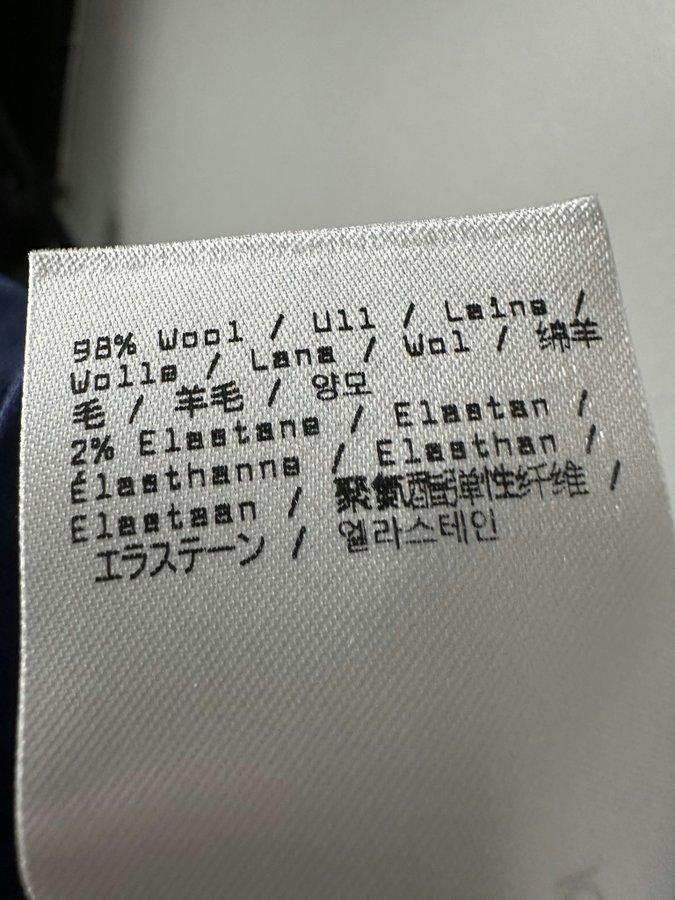 98% Wool / Ull / Laine /
Wolle / Lana / Wol / 绵羊
毛 / 羊毛 / 양모
2% Elastane / Elastan /
Élasthanne / Elasthan /
Elastaan / 聚氨酯弹性纤维 /
エラステーン / 엘라스테인